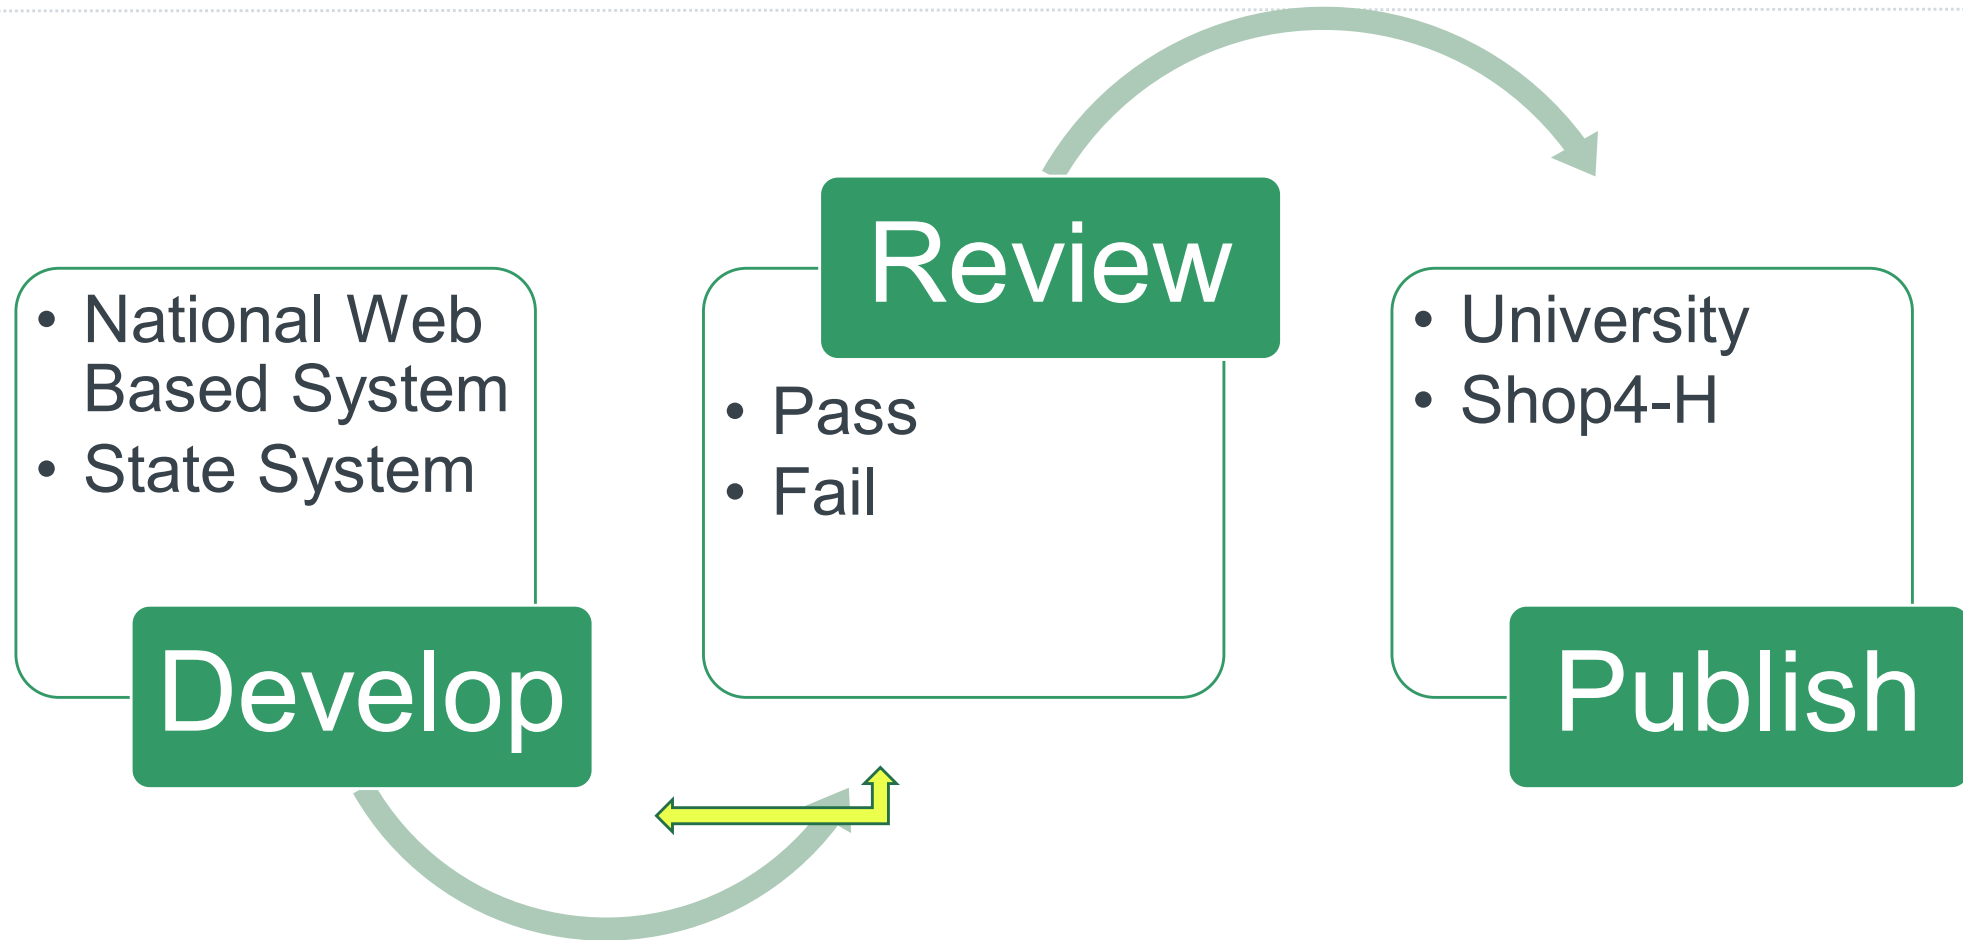 • National Web
Based System
• State System
Develop
Review
• Pass
• Fail
• University
• Shop4-H
Publish